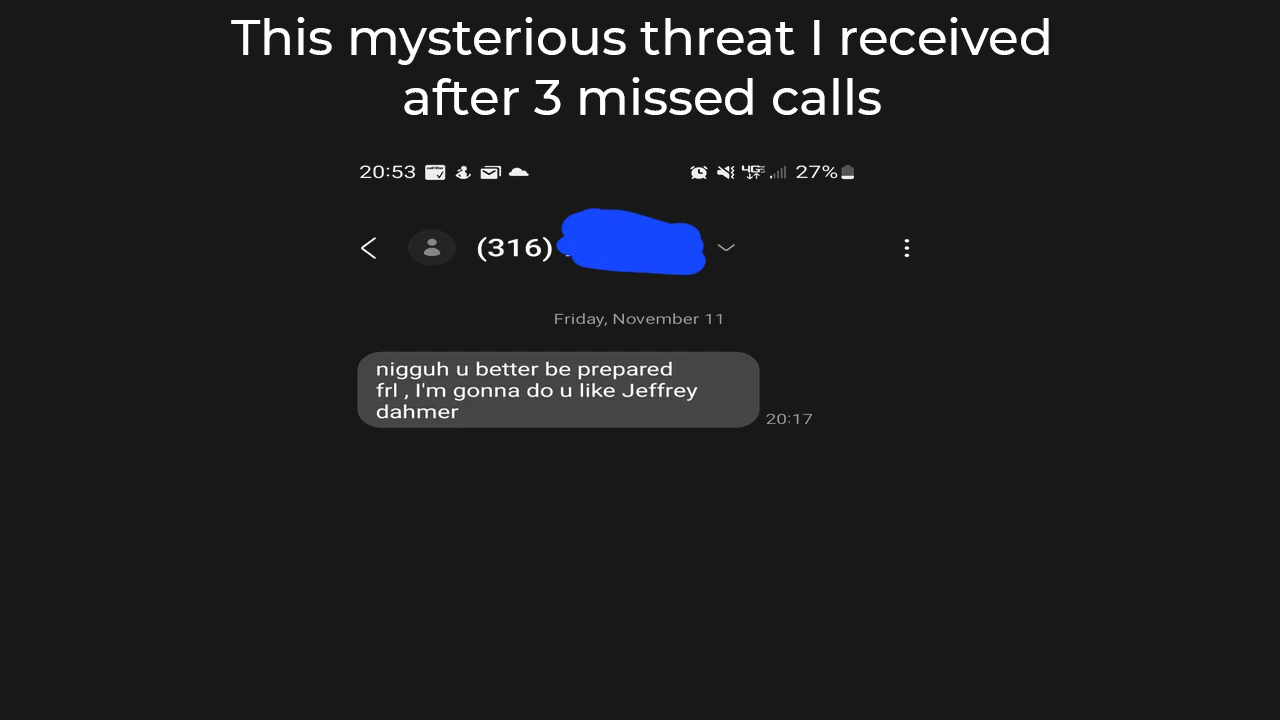 This mysterious threat I received
after 3 missed calls
20:53 4G 27%
(316)
Friday, November 11
nigguh u better be prepared
frl , I'm gonna do u like Jeffrey
dahmer
20:17